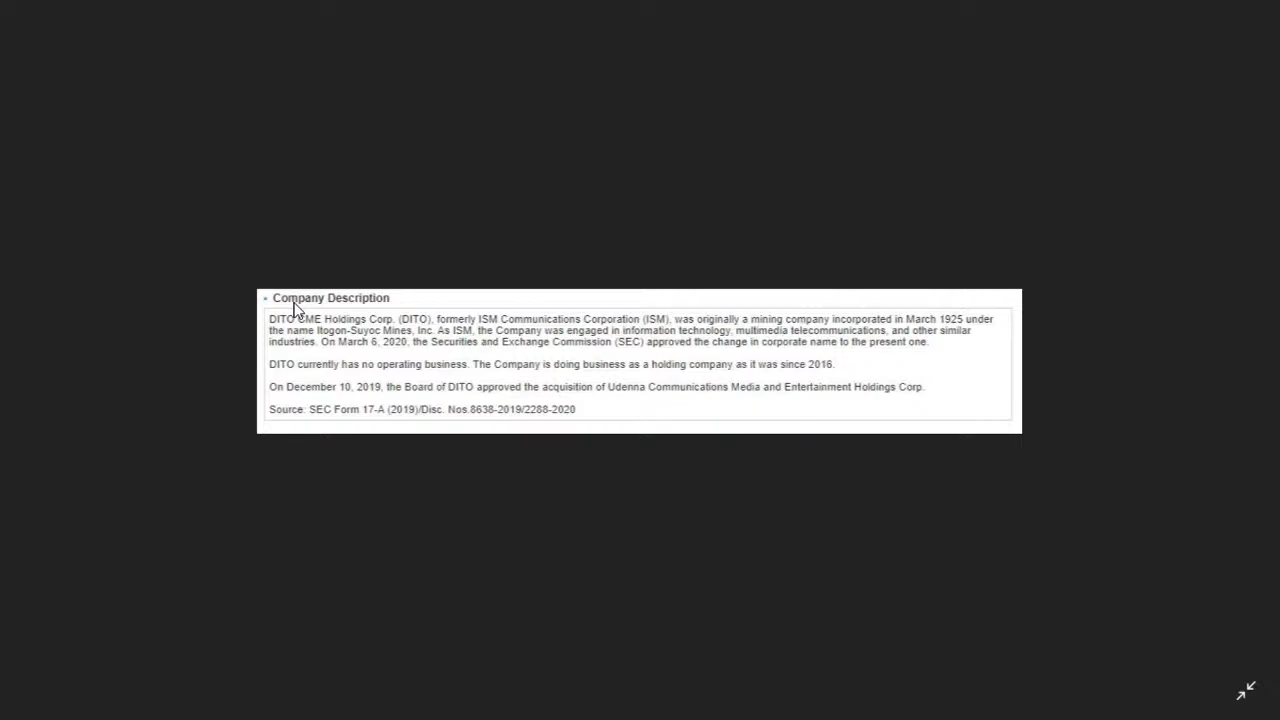 Company Description
DITO CME Holdings Corp. (DITO), formerly ISM Communications Corporation (ISM), was originally a mining company incorporated in March 1925 under
the name Itogon-Suyoc Mines, Inc. As ISM, the Company was engaged in information technology, multimedia telecommunications, and other similar
industries. On March 6, 2020, the Securities and Exchange Commission (SEC) approved the change in corporate name to the present one.
DITO currently has no operating business. The Company is doing business as a holding company as it was since 2016.
On December 10, 2019, the Board of DITO approved the acquisition of Udenna Communications Media and Entertainment Holdings Corp.
Source: SEC Form 17-A (2019)/Disc. Nos.8638-2019/2288-2020